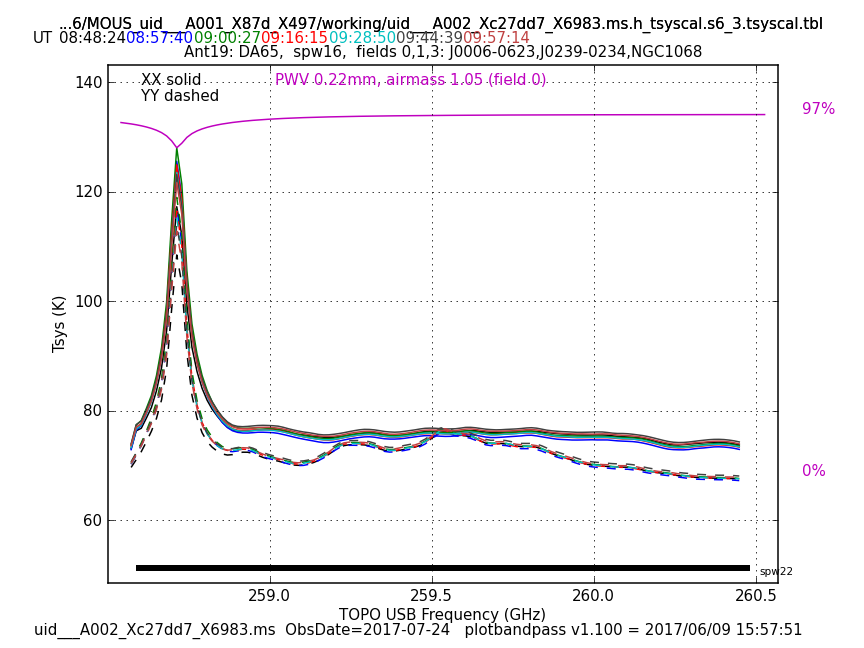 ...6/MOUS_uid___A001_X87d_X497/working/uid___A002_Xc27dd7_X6983.ms.h_tsyscal.s6_3.tsyscal.tbl
UT 08:48:24 08:57:40 09:00:27 09:16:15 09:28:50 09:44:39 09:57:14
Ant19: DA65, spw16, fields 0,1,3: J0006-0623,J0239-0234,NGC1068
XX solid
YY dashed
PWV 0.22mm, airmass 1.05 (field 0)
97%
0%
140
120
100
80
60
Tsys (K)
spw22
259.0 259.5 260.0 260.5
TOPO USB Frequency (GHz)
uid___A002_Xc27dd7_X6983.ms ObsDate=2017-07-24 plotbandpass v1.100 = 2017/06/09 15:57:51